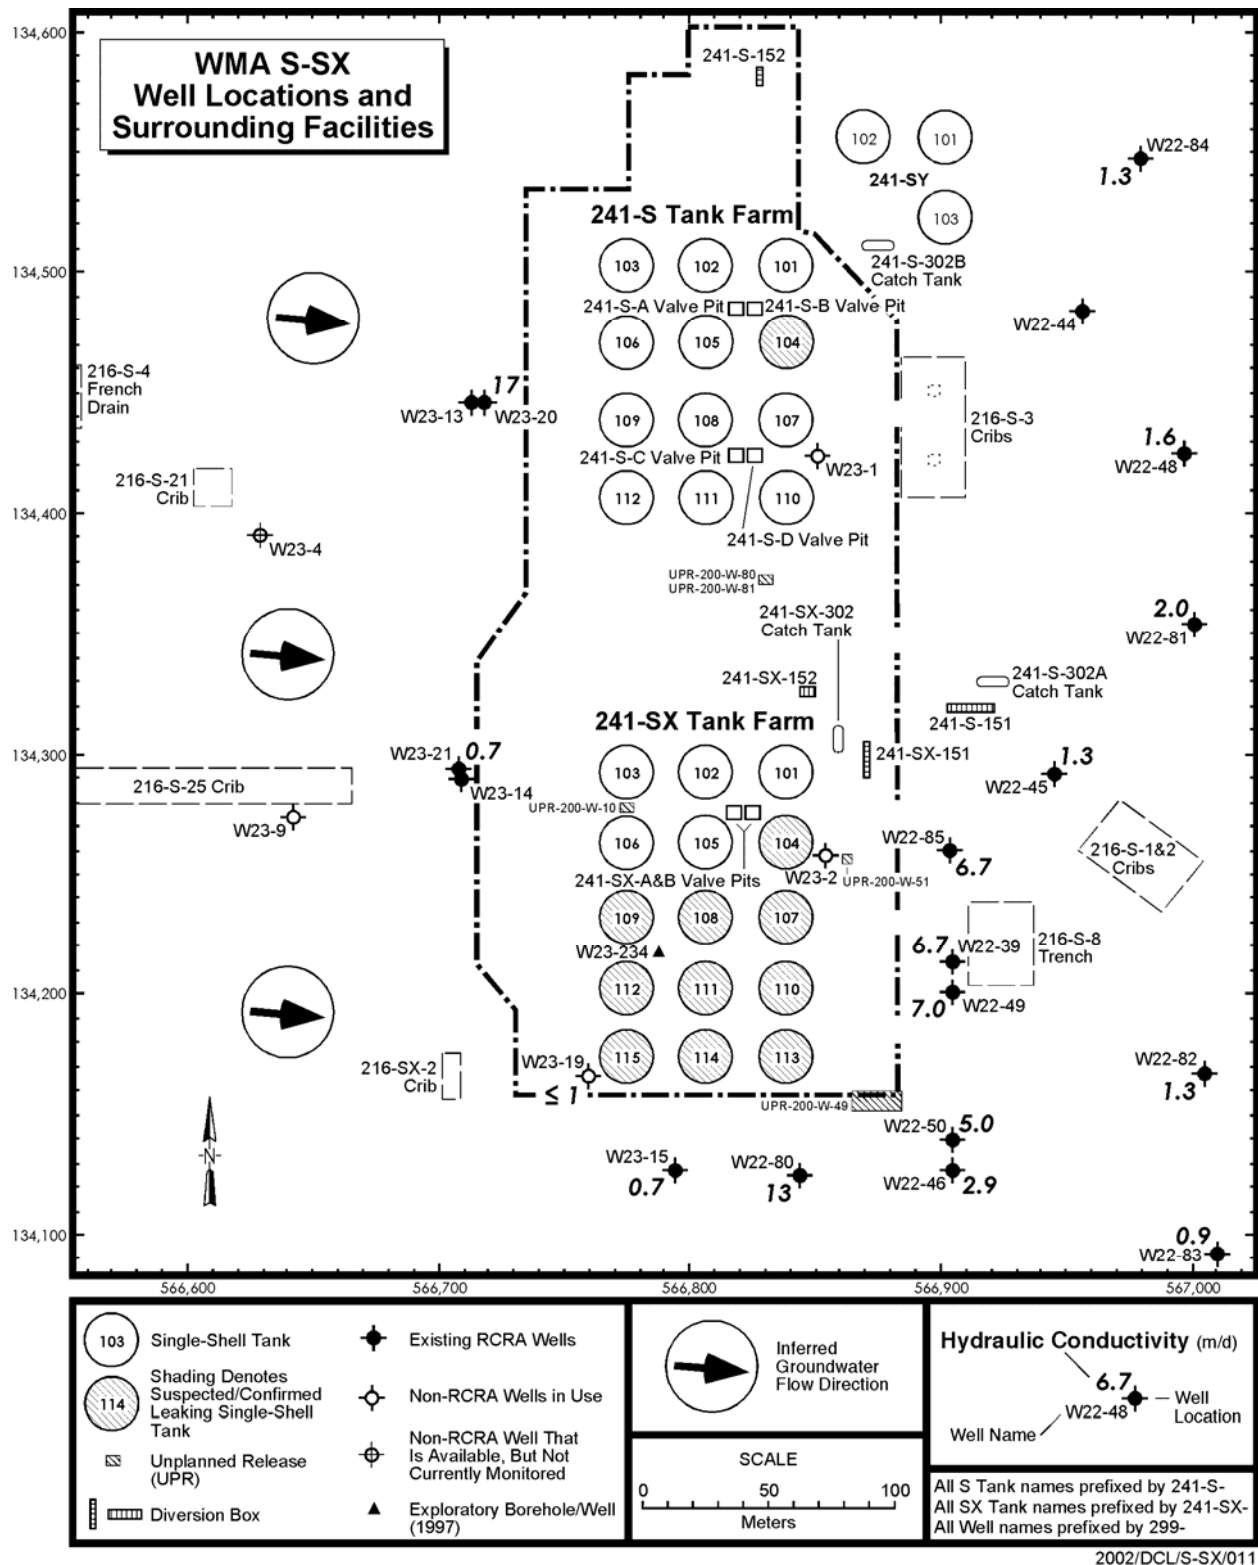 WMA S-SX
Well Locations and
Surrounding Facilities
134,600
134,500
134,400
134,300
134,200
134,100
566,600
566,700
566,800
566,900
567,000
241-S-152
102
101
241-SY
103
W22-84
1.3
241-S Tank Farm
103
102
101
241-S-302B
Catch Tank
241-S-A Valve Pit
241-S-B Valve Pit
W22-44
106
105
104
216-S-4
French
Drain
17
W23-13
W23-20
109
108
107
216-S-3
Cribs
1.6
W22-48
241-S-C Valve Pit
W23-1
216-S-21
Crib
112
111
110
241-S-D Valve Pit
W23-4
UPR-200-W-80
UPR-200-W-81
241-SX-302
Catch Tank
2.0
W22-81
241-SX-152
241-S-302A
Catch Tank
241-S-151
241-SX Tank Farm
W23-21
0.7
W23-14
103
102
101
241-SX-151
1.3
W22-45
216-S-25 Crib
UPR-200-W-10
W23-9
106
105
104
W23-2
W22-85
6.7
216-S-1&2
Cribs
241-SX-A&B Valve Pits
UPR-200-W-51
109
108
107
W23-234
6.7
W22-39
216-S-8
Trench
112
111
110
7.0
W22-49
216-SX-2
Crib
W23-19
115
114
113
W22-82
1.3
≤ 1
UPR-200-W-49
W22-50
5.0
N
W23-15
0.7
W22-80
13
W22-46
2.9
0.9
W22-83
103
Single-Shell Tank
114
Shading Denotes
Suspected/Confirmed
Leaking Single-Shell
Tank
Unplanned Release
(UPR)
Diversion Box
Existing RCRA Wells
Non-RCRA Wells in Use
Non-RCRA Well That
Is Available, But Not
Currently Monitored
Exploratory Borehole/Well
(1997)
Inferred
Groundwater
Flow Direction
SCALE
0 50 100
Meters
Hydraulic Conductivity (m/d)
6.7
W22-48
Well
Location
Well Name
All S Tank names prefixed by 241-S-
All SX Tank names prefixed by 241-SX-
All Well names prefixed by 299-
2002/DCL/S-SX/011